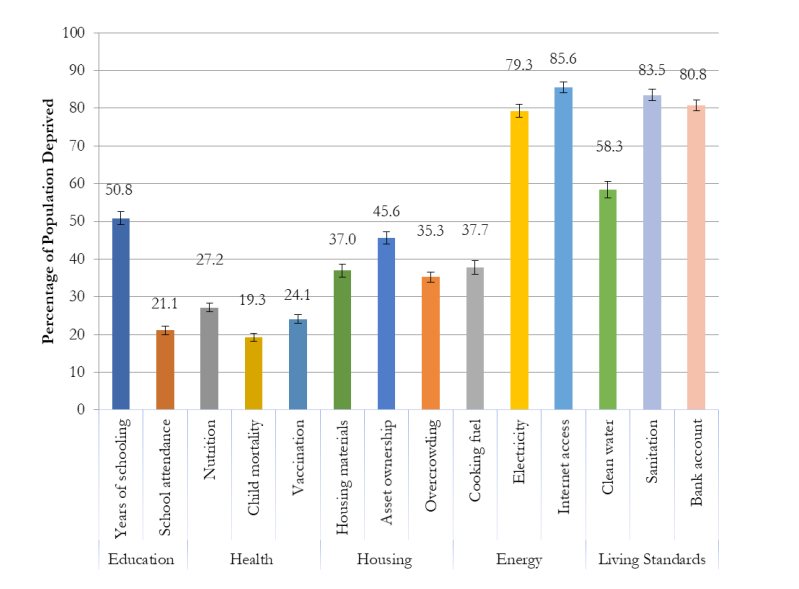 Percentage of Population Deprived
100
90
80
70
60
50
40
30
20
10
0
50.8
21.1
27.2
19.3
24.1
37.0
45.6
35.3
37.7
79.3
85.6
58.3
83.5
80.8
Years of schooling
School attendance
Nutrition
Child mortality
Vaccination
Housing materials
Asset ownership
Overcrowding
Cooking fuel
Electricity
Internet access
Clean water
Sanitation
Bank account
Education
Health
Housing
Energy
Living Standards